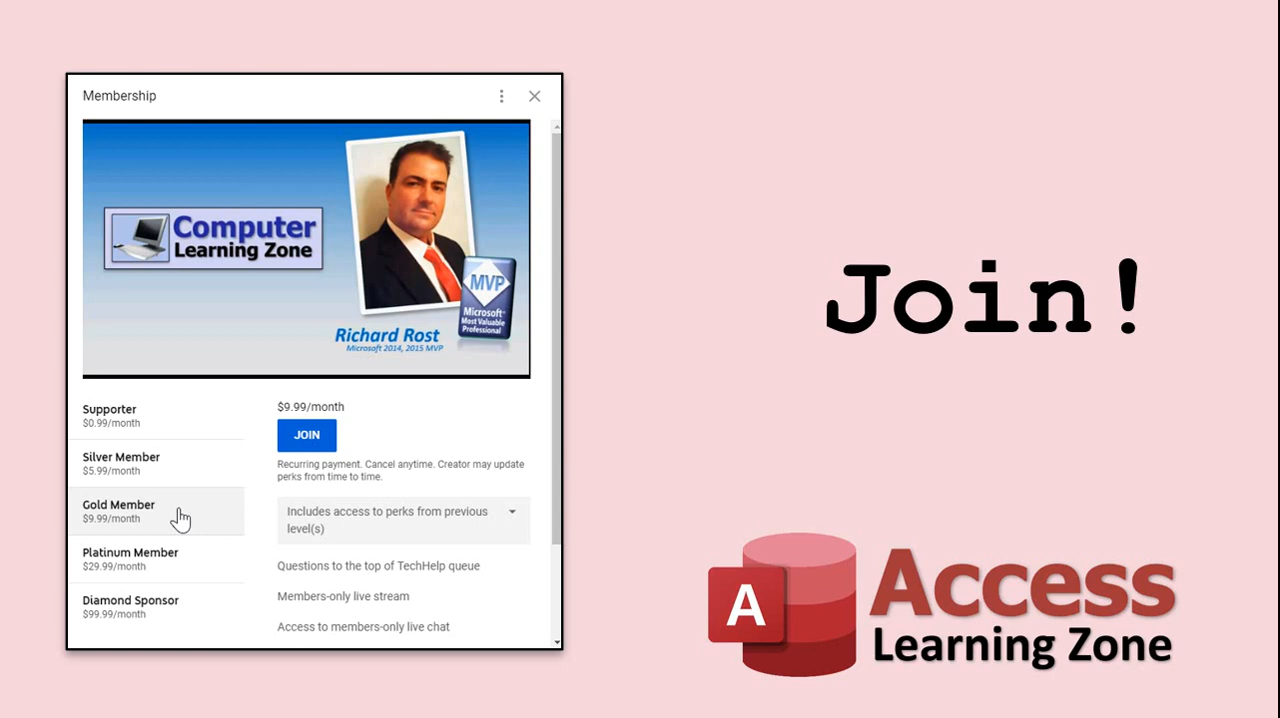 Membership
Computer
Learning Zone
MVP
Microsoft®
Most Valuable
Professional
Richard Rost
Microsoft 2014, 2015 MVP
Supporter
$0.99/month
Silver Member
$5.99/month
Gold Member
$9.99/month
Platinum Member
$29.99/month
Diamond Sponsor
$99.99/month
$9.99/month
JOIN
Recurring payment. Cancel anytime. Creator may update
perks from time to time.
Includes access to perks from previous
level(s)
Questions to the top of TechHelp queue
Members-only live stream
Access to members-only live chat
Join!
A
Access
Learning Zone